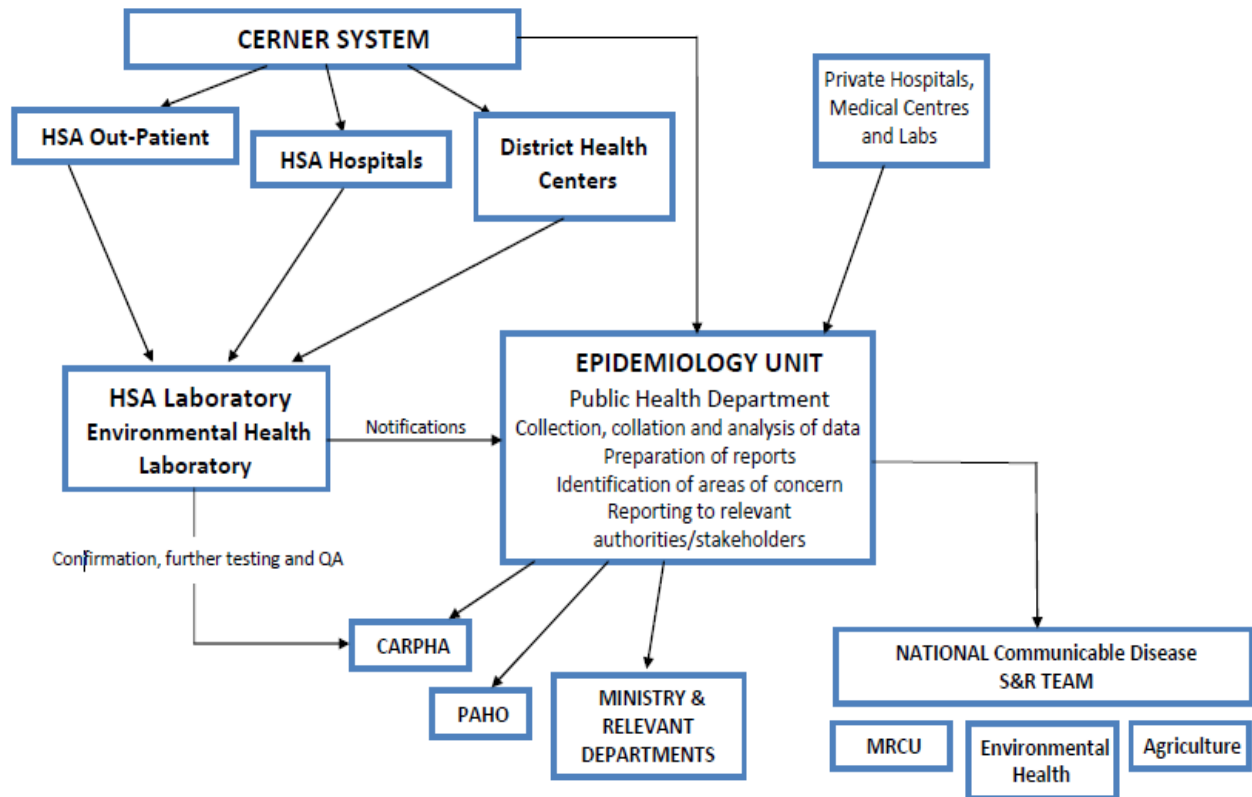 CERNER SYSTEM
Private Hospitals,
Medical Centres
and Labs
HSA Out-Patient
HSA Hospitals
District Health
Centers
HSA Laboratory
Environmental Health
Laboratory
Notifications
EPIDEMIOLOGY UNIT
Public Health Department
Collection, collation and analysis of data
Preparation of reports
Identification of areas of concern
Reporting to relevant
authorities/stakeholders
Confirmation, further testing and QA
CARPHA
PAHO
MINISTRY &
RELEVANT
DEPARTMENTS
NATIONAL Communicable Disease
S&R TEAM
MRCU
Environmental
Health
Agriculture